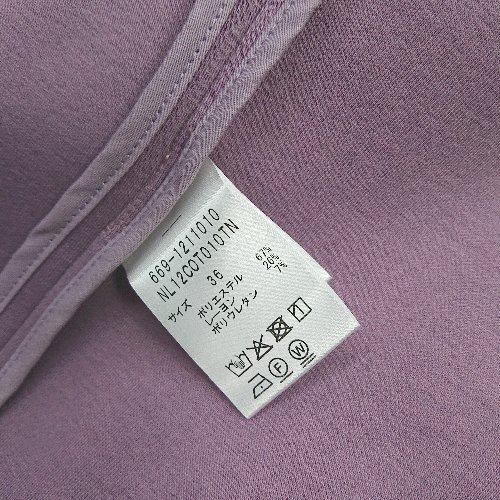 669-1211010
NL12COT010TN
サイズ 36
ポリエステル 67%
レーヨン 26%
ポリウレタン 7%
F W